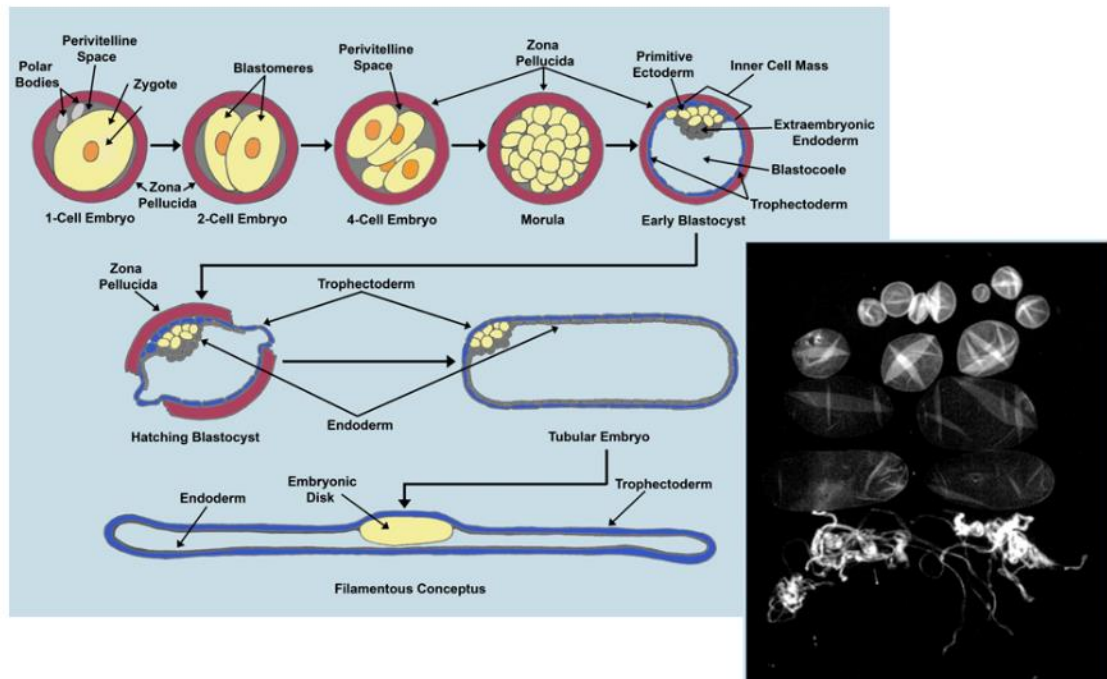 Perivitelline
Space
Polar
Bodies
Zygote
Blastomeres
Perivitelline
Space
Zona
Pellucida
Primitive
Ectoderm
Inner Cell Mass
Extraembryonic
Endoderm
Blastocoele
Trophectoderm
Zona
Pellucida
1-Cell Embryo
2-Cell Embryo
4-Cell Embryo
Morula
Early Blastocyst
Zona
Pellucida
Trophectoderm
Endoderm
Hatching Blastocyst
Tubular Embryo
Endoderm
Embryonic
Disk
Trophectoderm
Filamentous Conceptus